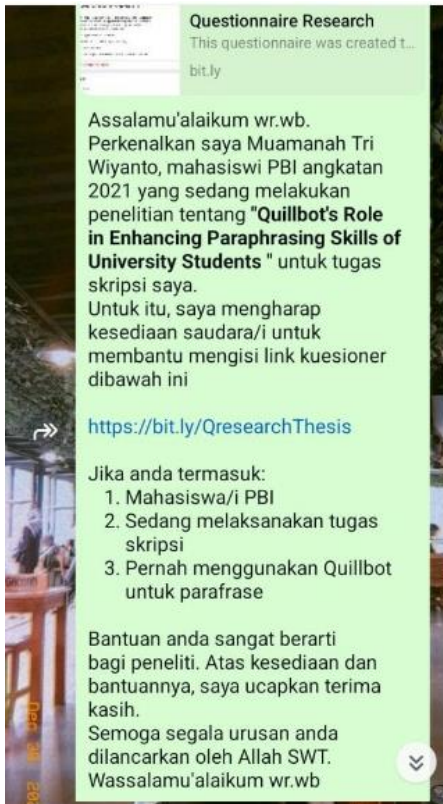 Questionnaire Research
This questionnaire was created t...
bit.ly
Assalamu'alaikum wr.wb.
Perkenalkan saya Muamanah Tri
Wiyanto, mahasiswi PBI angkatan
2021 yang sedang melakukan
penelitian tentang "Quillbot's Role
in Enhancing Paraphrasing Skills of
University Students " untuk tugas
skripsi saya.
Untuk itu, saya mengharap
kesediaan saudara/i untuk
membantu mengisi link kuesioner
dibawah ini
https://bit.ly/QresearchThesis
Jika anda termasuk:
1. Mahasiswa/i PBI
2. Sedang melaksanakan tugas
skripsi
3. Pernah menggunakan Quillbot
untuk parafrase
Bantuan anda sangat berarti
bagi peneliti. Atas kesediaan dan
bantuannya, saya ucapkan terima
kasih.
Semoga segala urusan anda
dilancarkan oleh Allah SWT.
Wassalamu'alaikum wr.wb